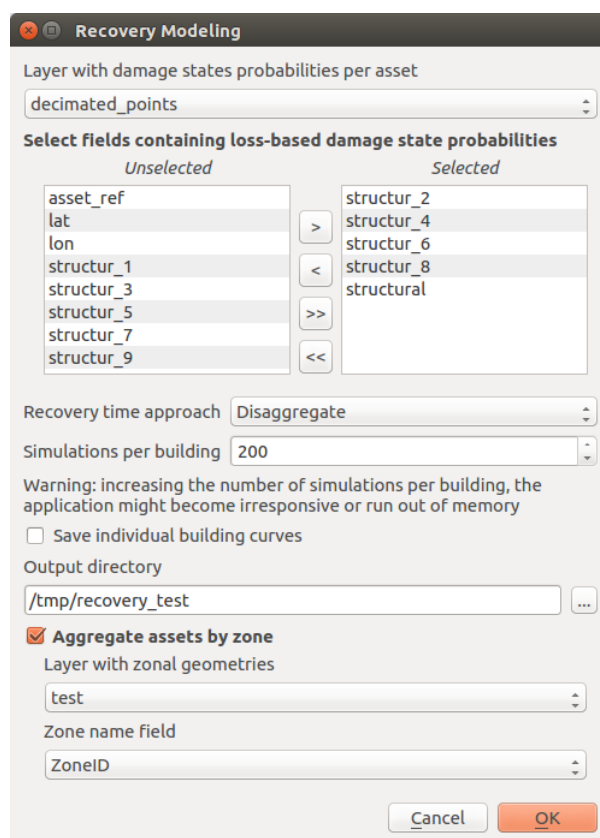 Recovery Modeling
Layer with damage states probabilities per asset
decimated_points
Select fields containing loss-based damage state probabilities
Unselected
Selected
asset_ref
lat
lon
structur_1
structur_3
structur_5
structur_7
structur_9
>
<
>>
<<
structur_2
structur_4
structur_6
structur_8
structural
Recovery time approach Disaggregate
Simulations per building 200
Warning: increasing the number of simulations per building, the
application might become irresponsive or run out of memory
Save individual building curves
Output directory
/tmp/recovery_test
...
Aggregate assets by zone
Layer with zonal geometries
test
Zone name field
ZoneID
Cancel OK